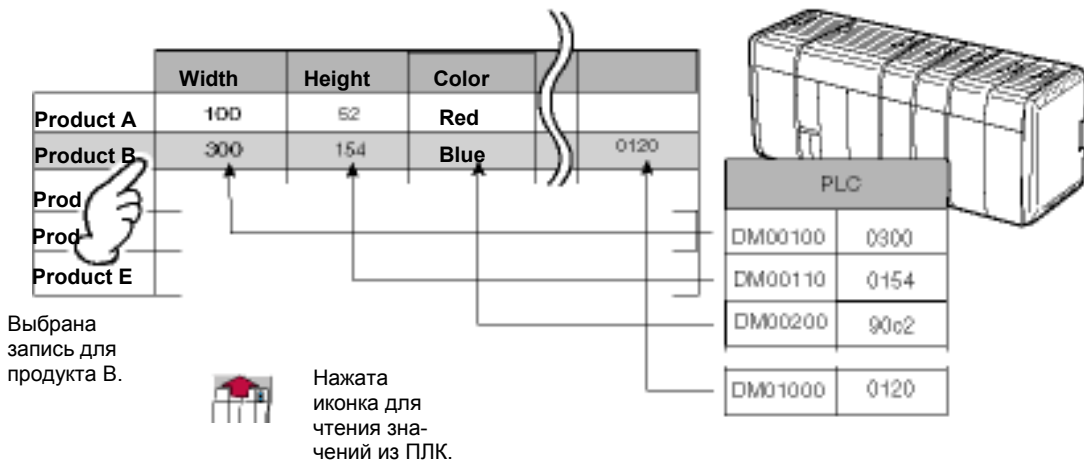 Width Height Color
Product A 100 52 Red
Product B 300 154 Blue 0120
Prod
Prod
Product E
PLC
DM00100 0300
DM00110 0154
DM00200 90c2
DM01000 0120
Выбрана
запись для
продукта В.
Нажата
иконка для
чтения зна-
чений из ПЛК.